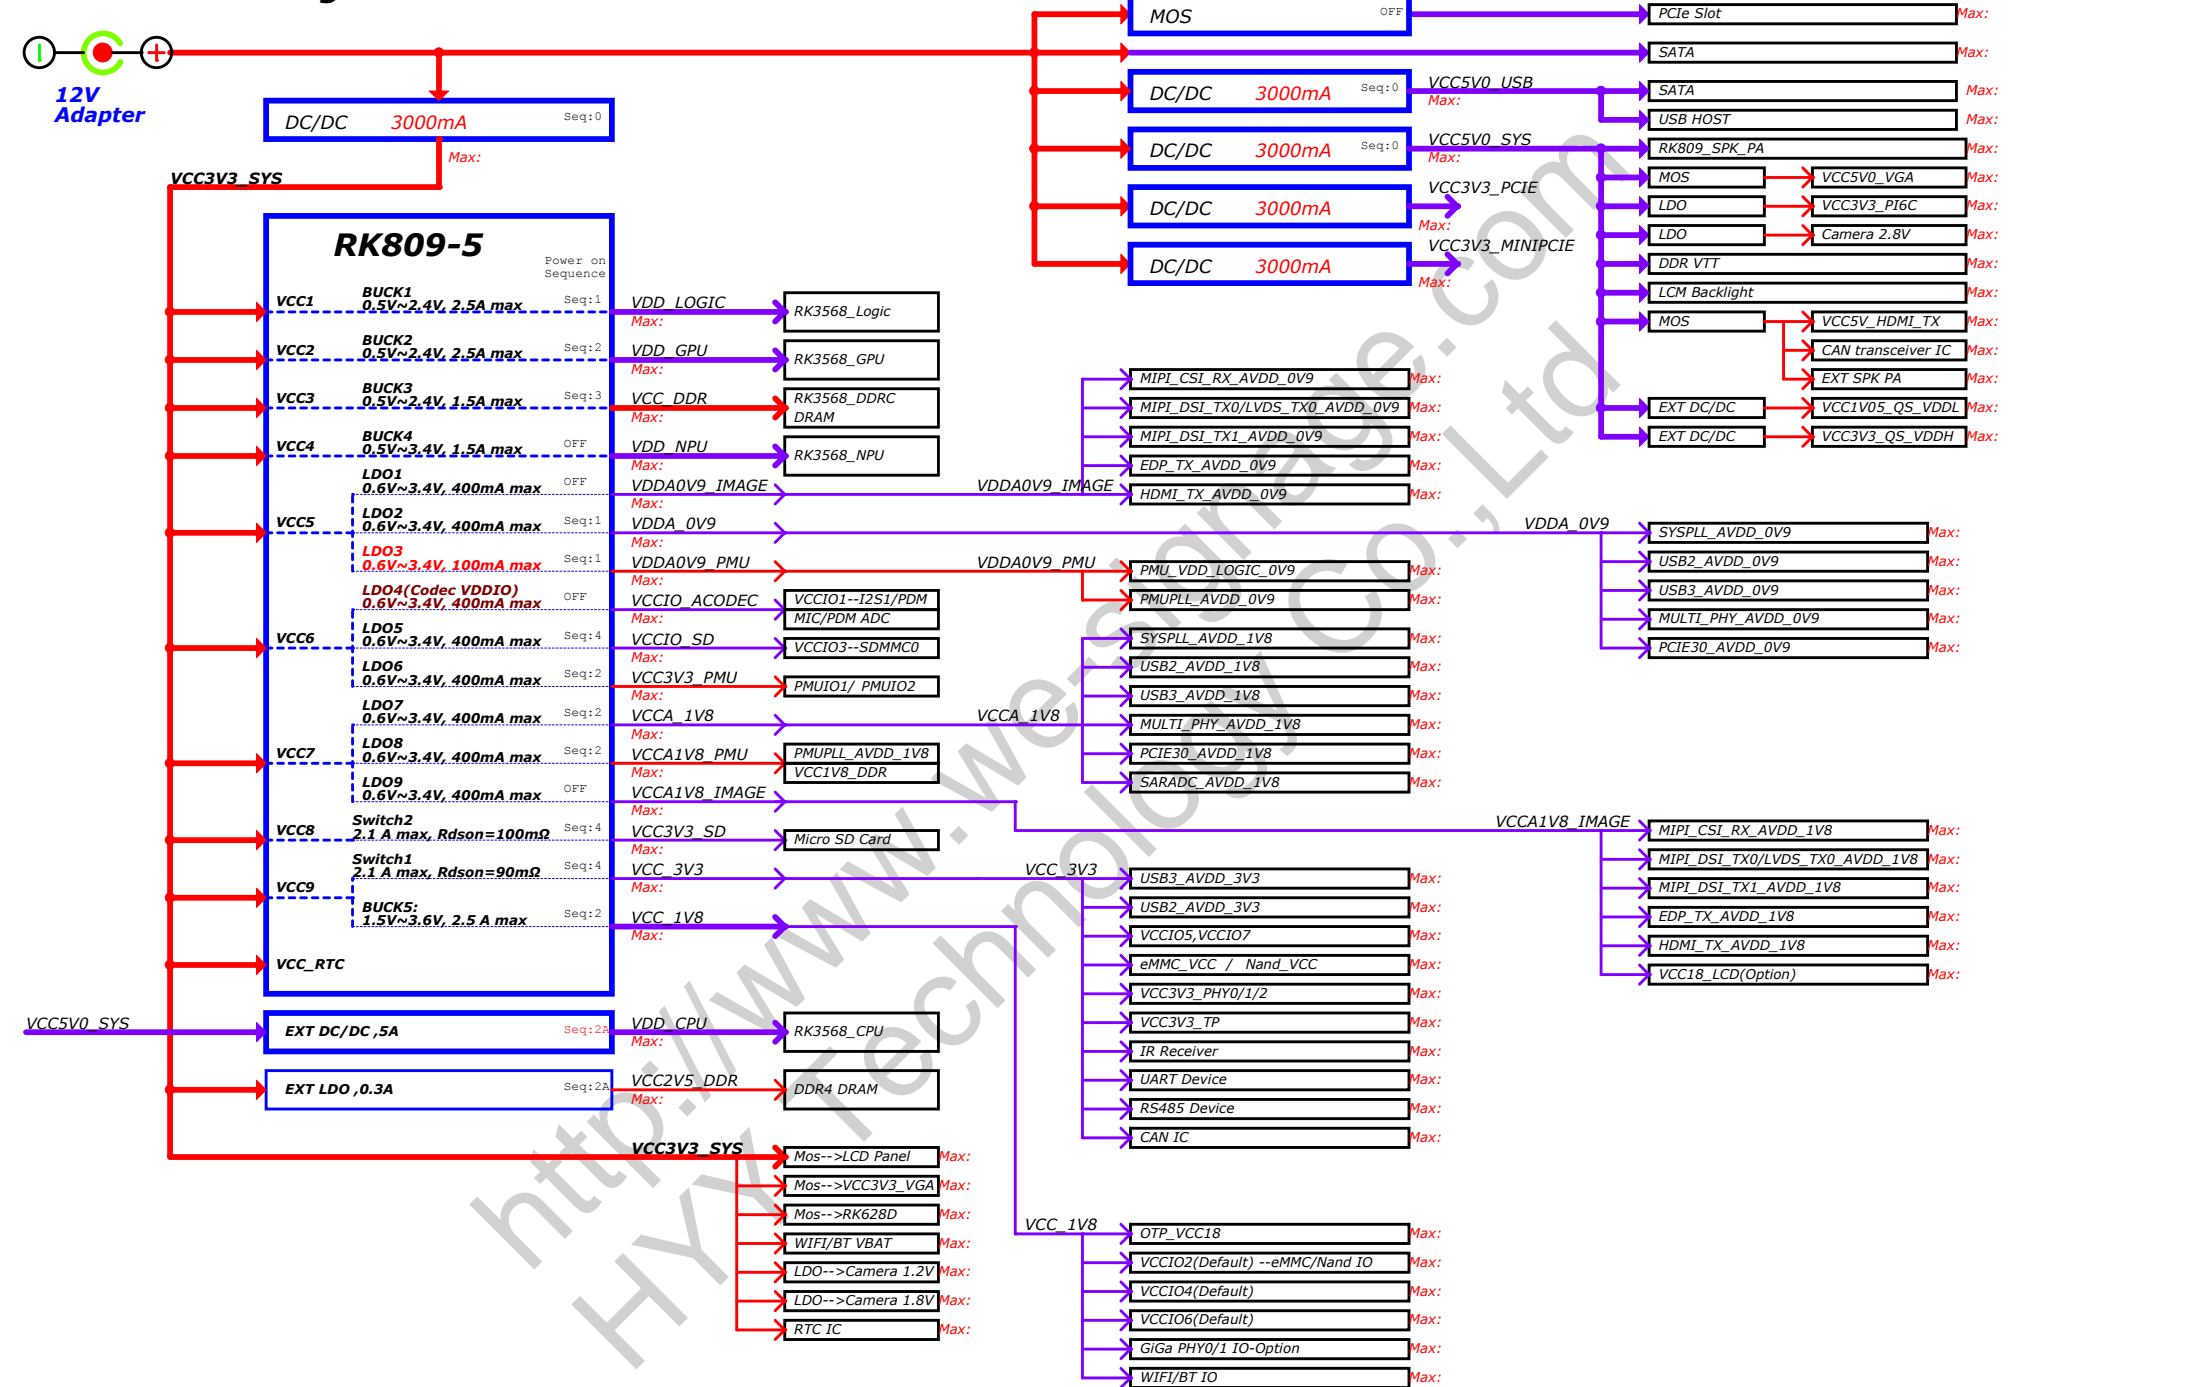 12V
Adapter
DC/DC 3000mA Seq:0
Max:
VCC3V3_SYS
RK809-5
Power on
Sequence
VCC1
BUCK1
0.5V~2.4V, 2.5A max
Seq:1
VDD_LOGIC
Max:
RK3568_Logic
VCC2
BUCK2
0.5V~2.4V, 2.5A max
Seq:2
VDD_GPU
Max:
RK3568_GPU
VCC3
BUCK3
0.5V~2.4V, 1.5A max
Seq:3
VCC_DDR
Max:
RK3568_DDRC
DRAM
VCC4
BUCK4
0.5V~3.4V, 1.5A max
OFF
VDD_NPU
Max:
RK3568_NPU
LDO1
0.6V~3.4V, 400mA max
OFF
VDDA0V9_IMAGE
Max:
VCC5
LDO2
0.6V~3.4V, 400mA max
Seq:1
VDDA_0V9
Max:
LDO3
0.6V~3.4V, 100mA max
Seq:1
VDDA0V9_PMU
Max:
LDO4(Codec VDDIO)
0.6V~3.4V, 400mA max
OFF
VCCIO_ACODEC
Max:
VCCIO1--I2S1/PDM
MIC/PDM ADC
VCC6
LDO5
0.6V~3.4V, 400mA max
Seq:4
VCCIO_SD
Max:
VCCIO3--SDMMC0
LDO6
0.6V~3.4V, 400mA max
Seq:2
VCC3V3_PMU
Max:
PMUIO1/ PMUIO2
LDO7
0.6V~3.4V, 400mA max
Seq:2
VCCA_1V8
Max:
VCC7
LDO8
0.6V~3.4V, 400mA max
Seq:2
VCCA1V8_PMU
Max:
PMUPLL_AVDD_1V8
VCC1V8_DDR
LDO9
0.6V~3.4V, 400mA max
OFF
VCCA1V8_IMAGE
Max:
VCC8
Switch2
2.1 A max, Rdson=100mΩ
Seq:4
VCC3V3_SD
Max:
Micro SD Card
Switch1
2.1 A max, Rdson=90mΩ
Seq:4
VCC_3V3
Max:
VCC9
BUCK5:
1.5V~3.6V, 2.5 A max
Seq:2
VCC_1V8
Max:
VCC_RTC
VCC5V0_SYS
EXT DC/DC ,5A
Seq:2A
VDD_CPU
Max:
RK3568_CPU
EXT LDO ,0.3A
Seq:2A
VCC2V5_DDR
Max:
DDR4 DRAM
VCC3V3_SYS
Mos-->LCD Panel Max:
Mos-->VCC3V3_VGA Max:
Mos-->RK628D Max:
WIFI/BT VBAT Max:
LDO-->Camera 1.2V Max:
LDO-->Camera 1.8V Max:
RTC IC Max:
MOS OFF
PCIe Slot Max:
SATA Max:
DC/DC 3000mA Seq:0
VCC5V0_USB
Max:
SATA Max:
USB HOST Max:
DC/DC 3000mA Seq:0
VCC5V0_SYS
Max:
RK809_SPK_PA Max:
MOS VCC5V0_VGA Max:
DC/DC 3000mA
VCC3V3_PCIE
Max:
LDO VCC3V3_PI6C Max:
LDO Camera 2.8V Max:
DC/DC 3000mA
VCC3V3_MINIPCIE
Max:
DDR VTT Max:
LCM Backlight Max:
MOS VCC5V_HDMI_TX Max:
CAN transceiver IC Max:
EXT SPK PA Max:
EXT DC/DC VCC1V05_QS_VDDL Max:
EXT DC/DC VCC3V3_QS_VDDH Max:
MIPI_CSI_RX_AVDD_0V9 Max:
MIPI_DSI_TX0/LVDS_TX0_AVDD_0V9 Max:
MIPI_DSI_TX1_AVDD_0V9 Max:
EDP_TX_AVDD_0V9 Max:
VDDA0V9_IMAGE
HDMI_TX_AVDD_0V9 Max:
VDDA_0V9
SYSPLL_AVDD_0V9 Max:
USB2_AVDD_0V9 Max:
USB3_AVDD_0V9 Max:
MULTI_PHY_AVDD_0V9 Max:
PCIE30_AVDD_0V9 Max:
VDDA0V9_PMU
PMU_VDD_LOGIC_0V9 Max:
PMUPLL_AVDD_0V9 Max:
SYSPLL_AVDD_1V8 Max:
USB2_AVDD_1V8 Max:
USB3_AVDD_1V8 Max:
VCCA_1V8
MULTI_PHY_AVDD_1V8 Max:
PCIE30_AVDD_1V8 Max:
SARADC_AVDD_1V8 Max:
VCCA1V8_IMAGE
MIPI_CSI_RX_AVDD_1V8 Max:
MIPI_DSI_TX0/LVDS_TX0_AVDD_1V8 Max:
MIPI_DSI_TX1_AVDD_1V8 Max:
EDP_TX_AVDD_1V8 Max:
HDMI_TX_AVDD_1V8 Max:
VCC18_LCD(Option) Max:
VCC_3V3
USB3_AVDD_3V3 Max:
USB2_AVDD_3V3 Max:
VCCIO5,VCCIO7 Max:
eMMC_VCC / Nand_VCC Max:
VCC3V3_PHY0/1/2 Max:
VCC3V3_TP Max:
IR Receiver Max:
UART Device Max:
RS485 Device Max:
CAN IC Max:
VCC_1V8
OTP_VCC18 Max:
VCCIO2(Default) --eMMC/Nand IO Max:
VCCIO4(Default) Max:
VCCIO6(Default) Max:
GiGa PHY0/1 IO-Option Max:
WIFI/BT IO Max:
http://www.we-signage.com
HYY Technology Co.,Ltd